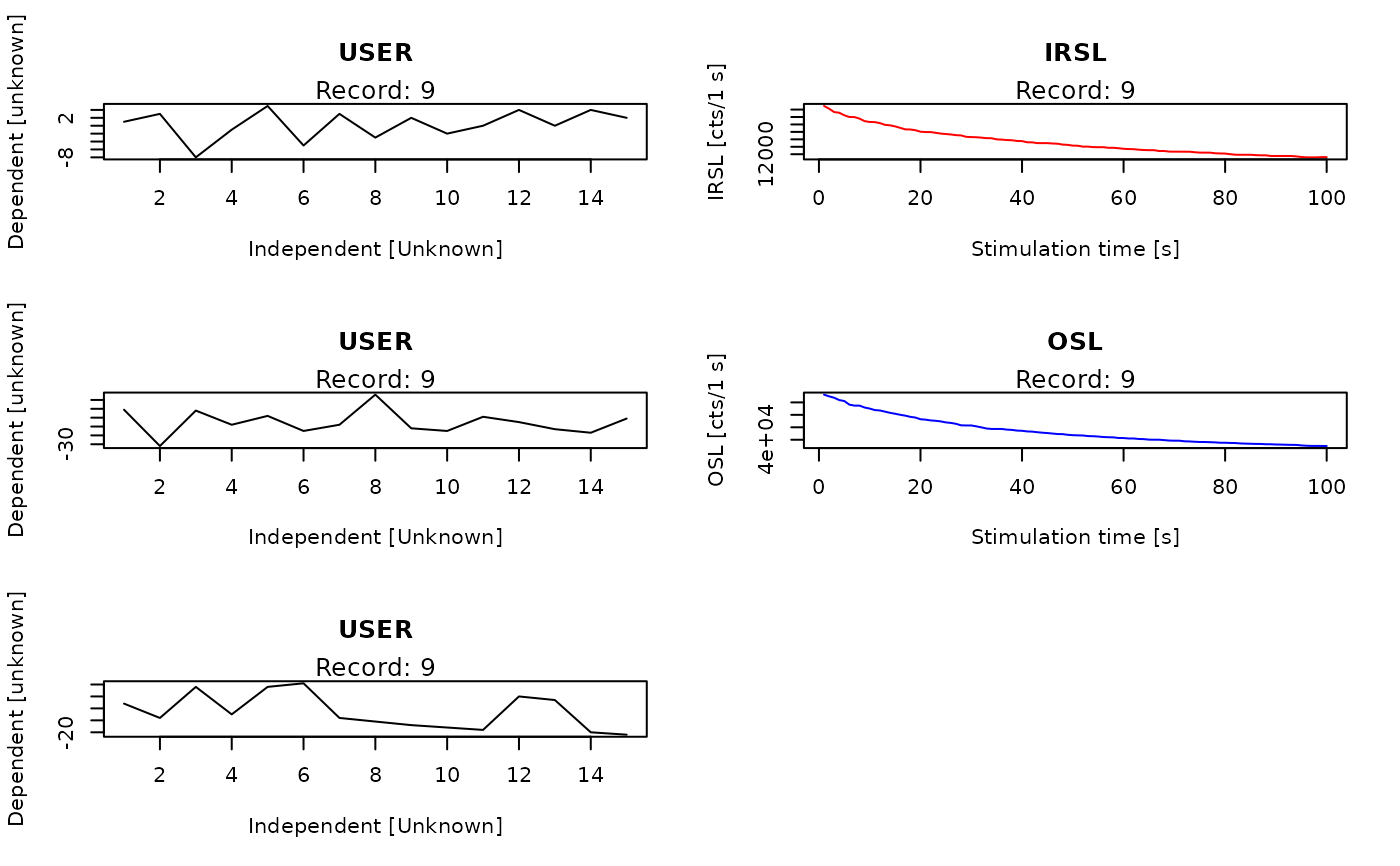 USER
Record: 9
Dependent [unknown]
2
-8
2 4 6 8 10 12 14
Independent [Unknown]
IRSL
Record: 9
IRSL [cts/1 s]
12000
0 20 40 60 80 100
Stimulation time [s]
USER
Record: 9
Dependent [unknown]
-30
2 4 6 8 10 12 14
Independent [Unknown]
OSL
Record: 9
OSL [cts/1 s]
4e+04
0 20 40 60 80 100
Stimulation time [s]
USER
Record: 9
Dependent [unknown]
-20
2 4 6 8 10 12 14
Independent [Unknown]